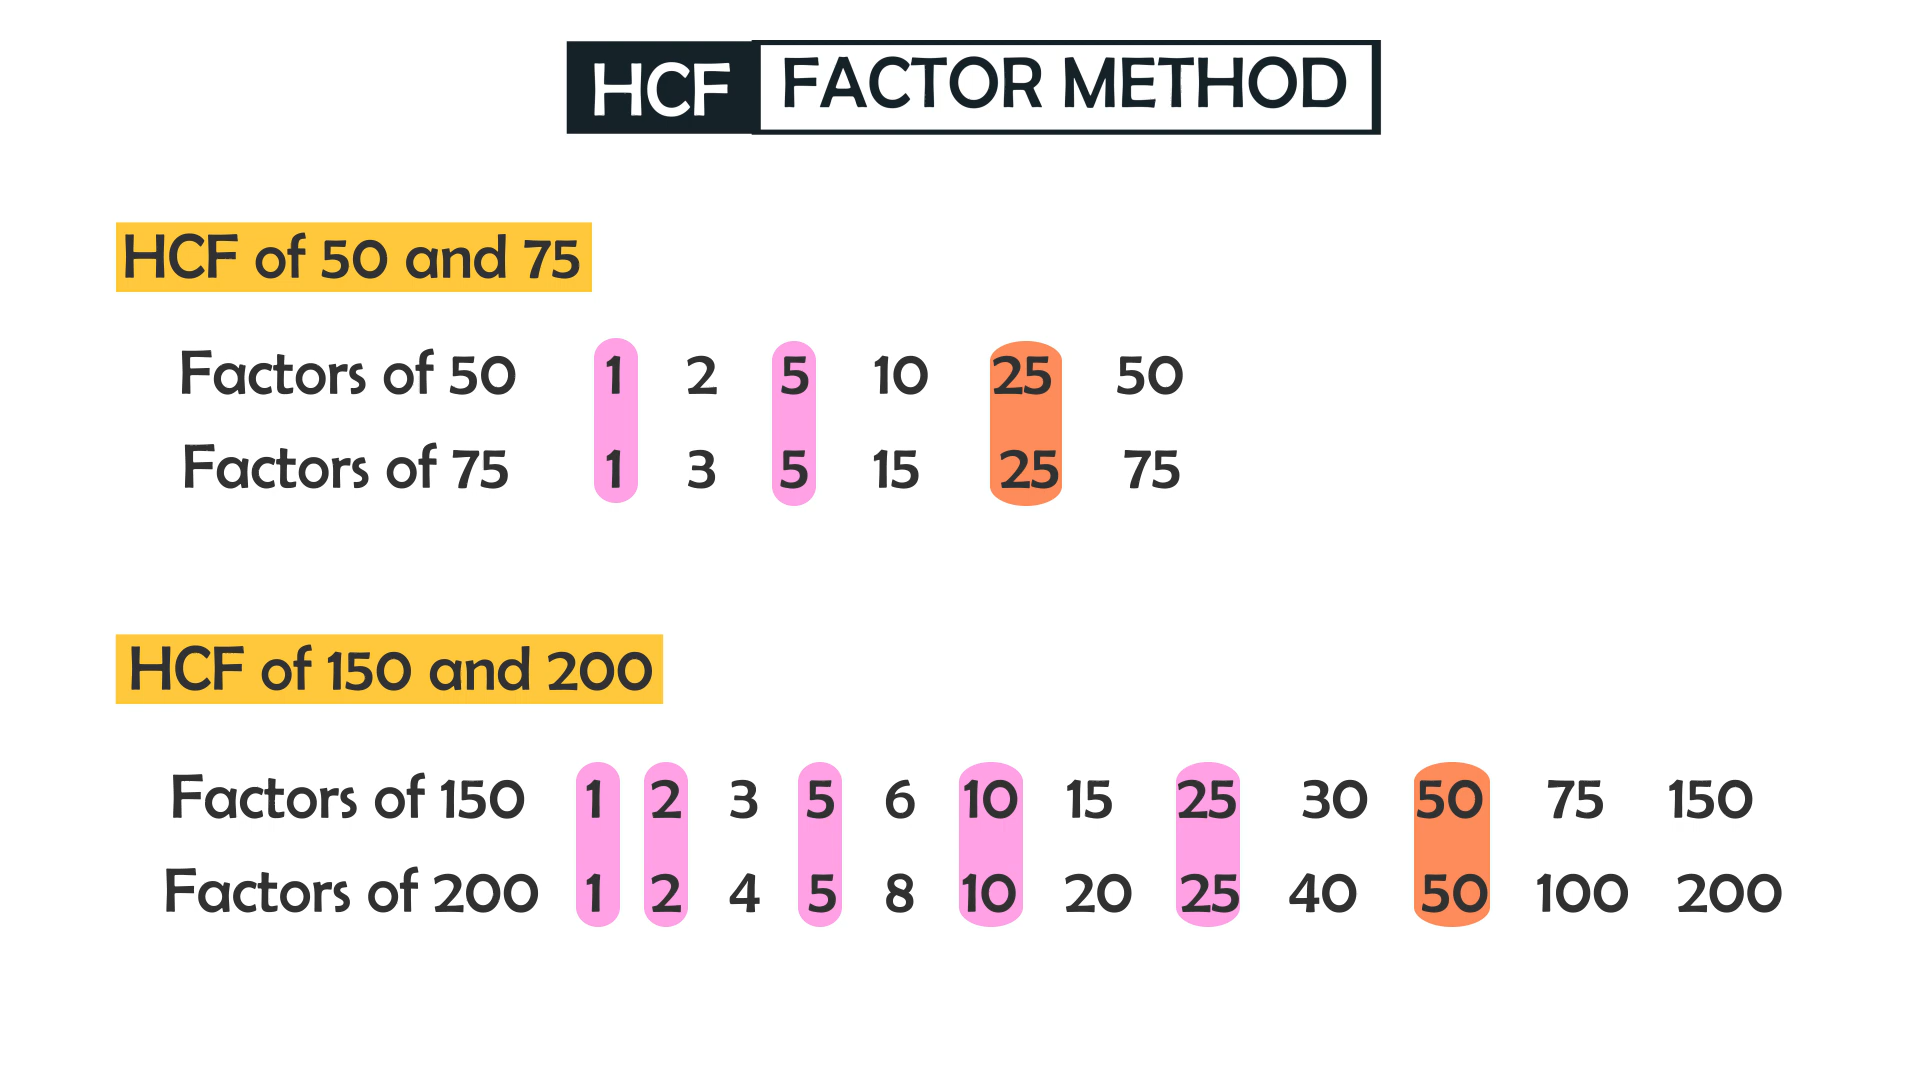 HCF FACTOR METHOD
HCF of 50 and 75
Factors of 50 1 2 5 10 25 50
Factors of 75 1 3 5 15 25 75
HCF of 150 and 200
Factors of 150 1 2 3 5 6 10 15 25 30 50 75 150
Factors of 200 1 2 4 5 8 10 20 25 40 50 100 200